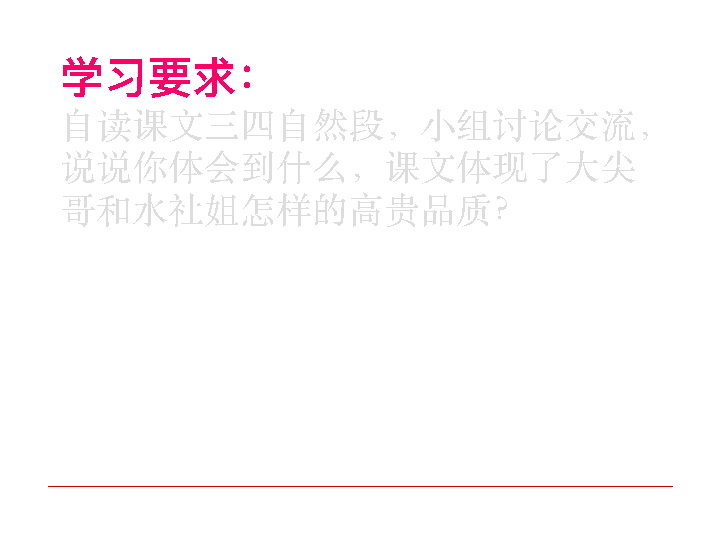 学习要求：
自读课文三四自然段，小组讨论交流，
说说你体会到什么，课文体现了大尖
哥和水社姐怎样的高贵品质？